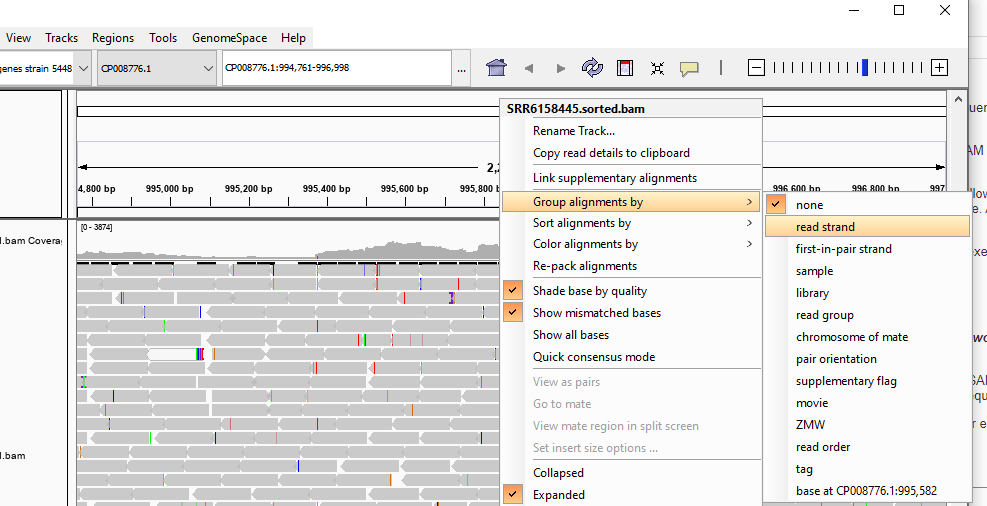 View Tracks Regions Tools GenomeSpace Help
genes strain 5448 CP008776.1 CP008776.1:994,761-996,998 ...
SRR6158445.sorted.bam
Rename Track...
Copy read details to clipboard
Link supplementary alignments
Group alignments by
Sort alignments by
Color alignments by
Re-pack alignments
Shade base by quality
Show mismatched bases
Show all bases
Quick consensus mode
View as pairs
Go to mate
View mate region in split screen
Set insert size options ...
Collapsed
Expanded
none
read strand
first-in-pair strand
sample
library
read group
chromosome of mate
pair orientation
supplementary flag
movie
ZMW
read order
tag
base at CP008776.1:995,582
2,2
4,800 bp 995,000 bp 995,200 bp 995,400 bp 995,600 bp 995,800 b 996,600 bp 996,800 bp 997
[0 - 3874]
l.bam Covera
l.bam
AM